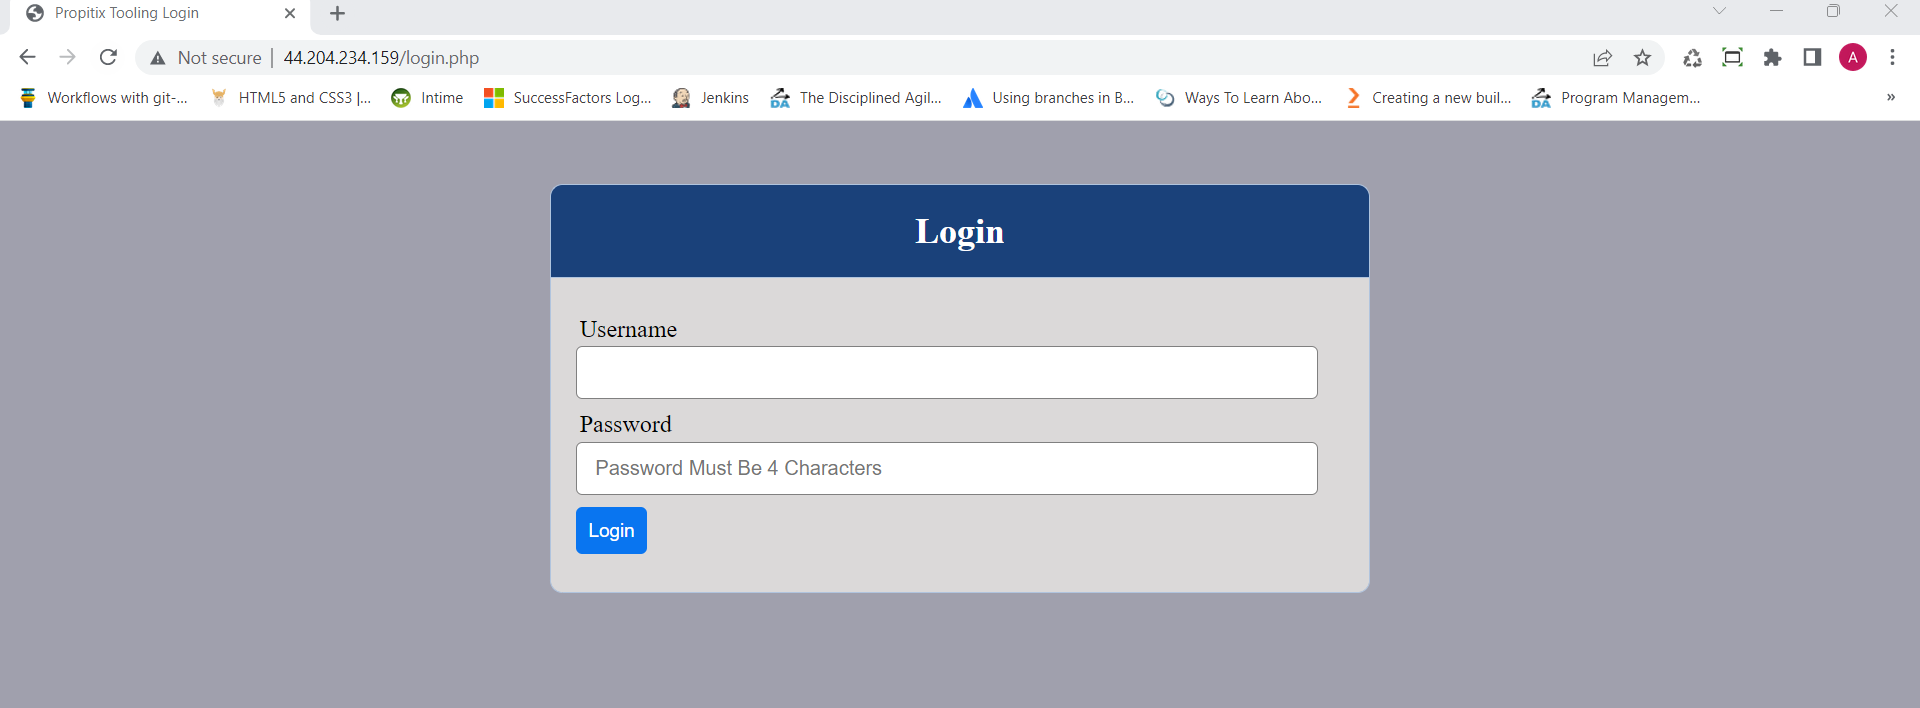 Propitix Tooling Login
Not secure | 44.204.234.159/login.php
A
Workflows with git-... HTML5 and CSS3 |... Intime SuccessFactors Log... Jenkins The Disciplined Agil... Using branches in B... Ways To Learn Abo... Creating a new buil... Program Managem... »
Login
Username
Password
Password Must Be 4 Characters
Login